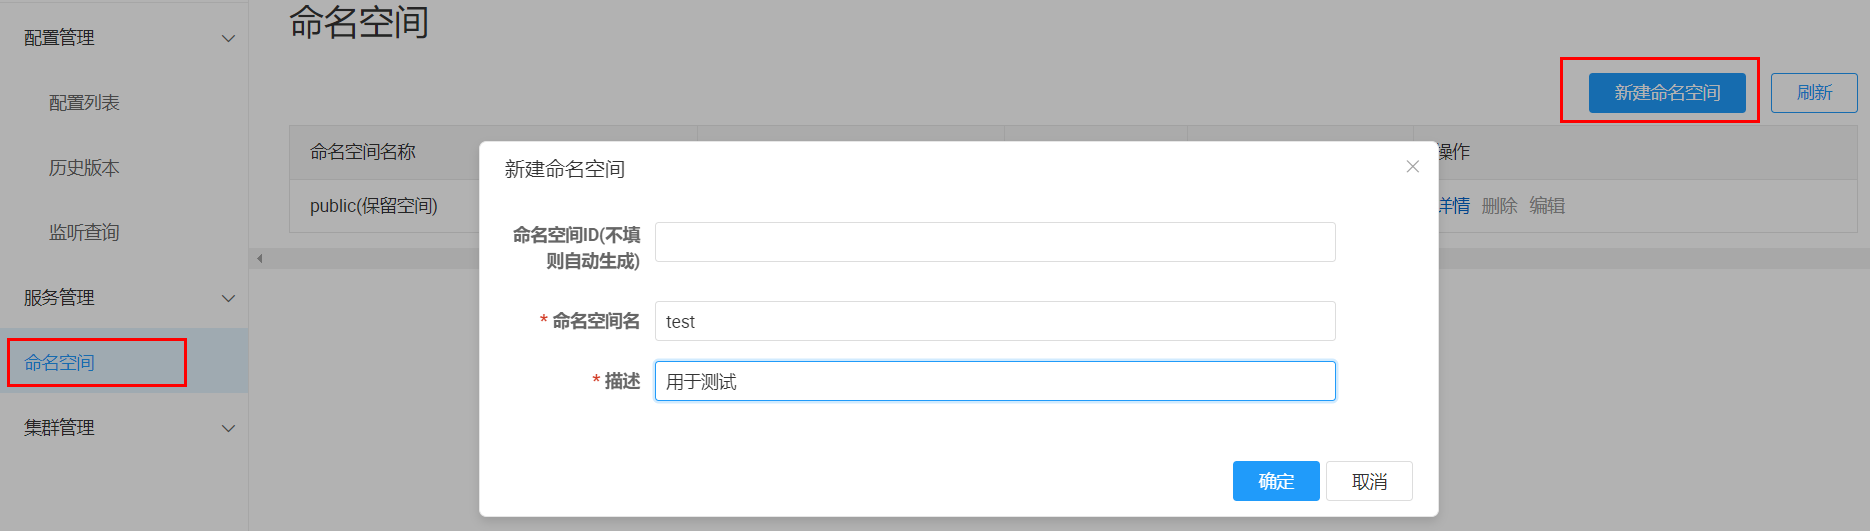 命名空间
配置管理
配置列表
历史版本
监听查询
服务管理
命名空间
集群管理
新建命名空间
刷新
命名空间名称
操作
public(保留空间)
详情 删除 编辑
新建命名空间
命名空间ID(不填
则自动生成)
* 命名空间名
test
* 描述
用于测试
确定
取消